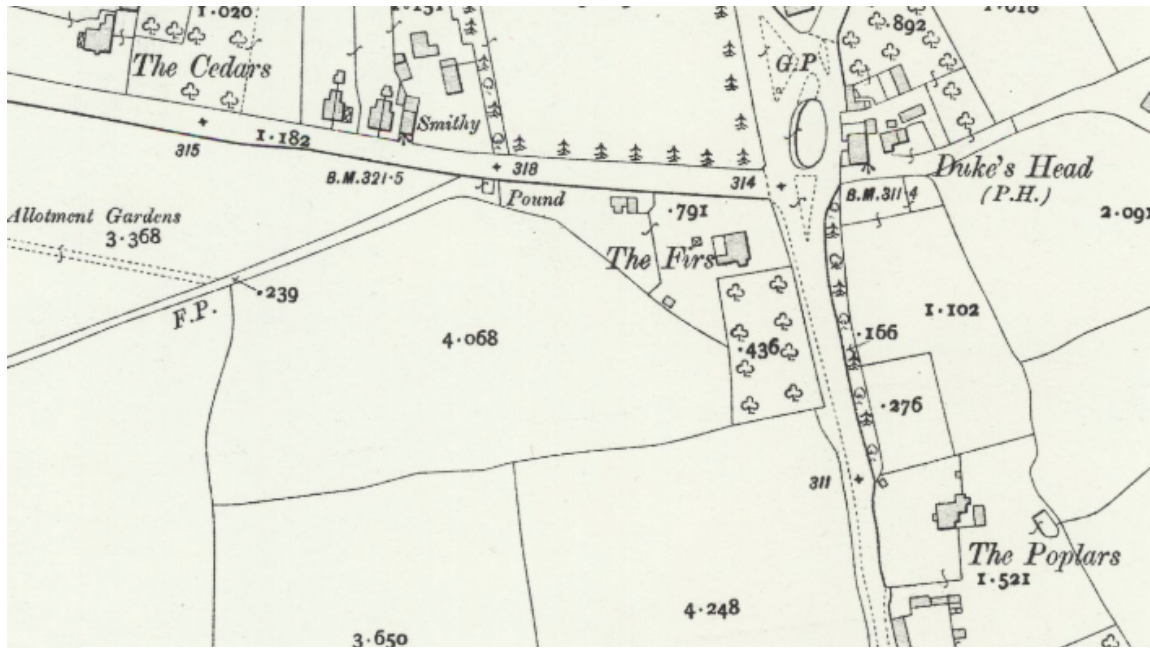 1·020
·892
The Cedars
G.P
Smithy
1·182
315
318
B.M.321·5
314
Duke's Head
(P.H.)
B.M.311·4
Pound
Allotment Gardens
3·368
·791
2·091
The Firs
·239
F.P.
4·068
1·102
·166
·436
·276
311
The Poplars
1·521
4·248
3·650